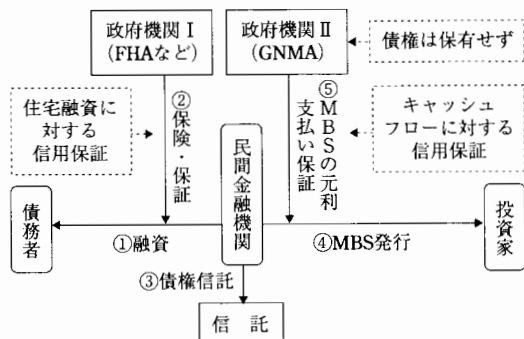 政府機関Ⅰ
(FHAなど)
政府機関Ⅱ
(GNMA)
債権は保有せず
住宅融資に
対する
信用保証
②保険・保証
民間金融機関
⑤MBSの元利
支払い保証
キャッシュ
フローに対する
信用保証
債務者
①融資
④MBS発行
投資家
③債権信託
信託